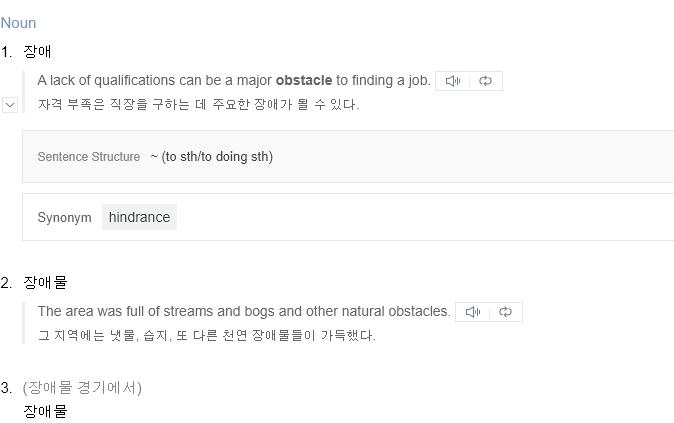 Noun
1. 장애
A lack of qualifications can be a major obstacle to finding a job.
자격 부족은 직장을 구하는 데 주요한 장애가 될 수 있다.
Sentence Structure ~ (to sth/to doing sth)
Synonym hindrance
2. 장애물
The area was full of streams and bogs and other natural obstacles.
그 지역에는 냇물, 습지, 또 다른 천연 장애물들이 가득했다.
3. (장애물 경기에서)
장애물